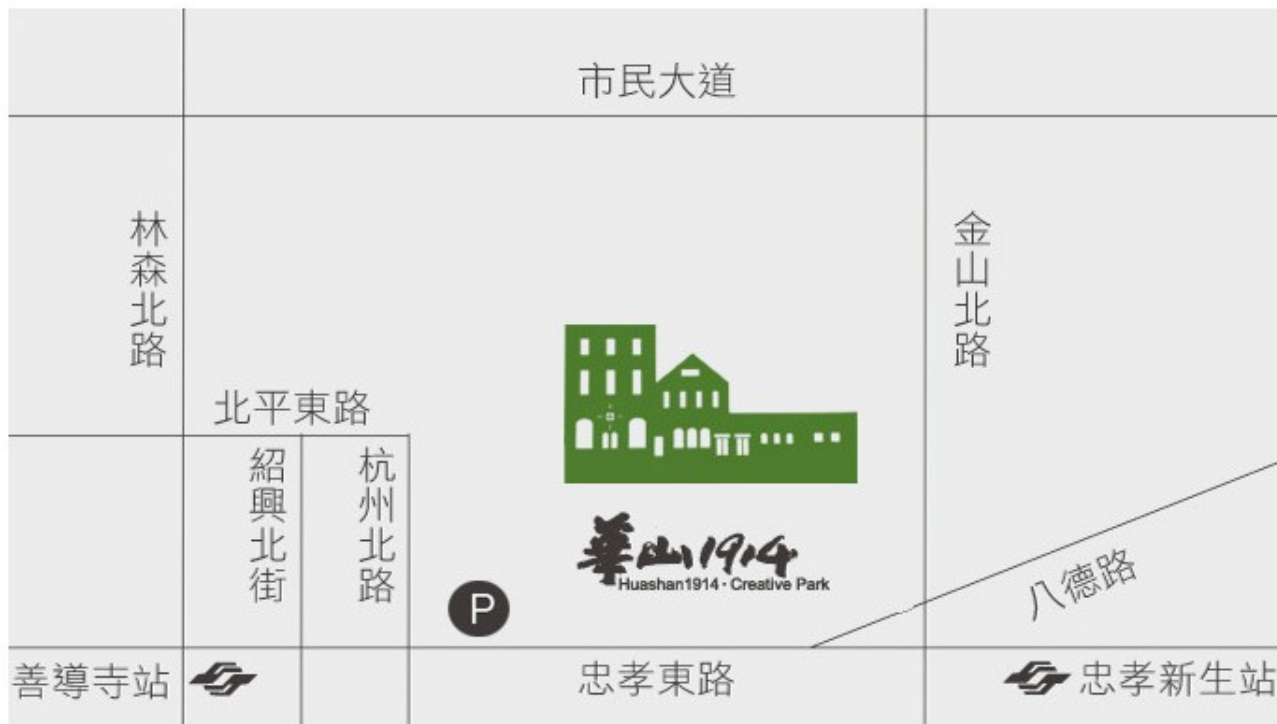 市民大道
林森北路
金山北路
北平東路
紹興北街
杭州北路
華山1914
Huashan1914·Creative Park
八德路
P
善導寺站
忠孝東路
忠孝新生站